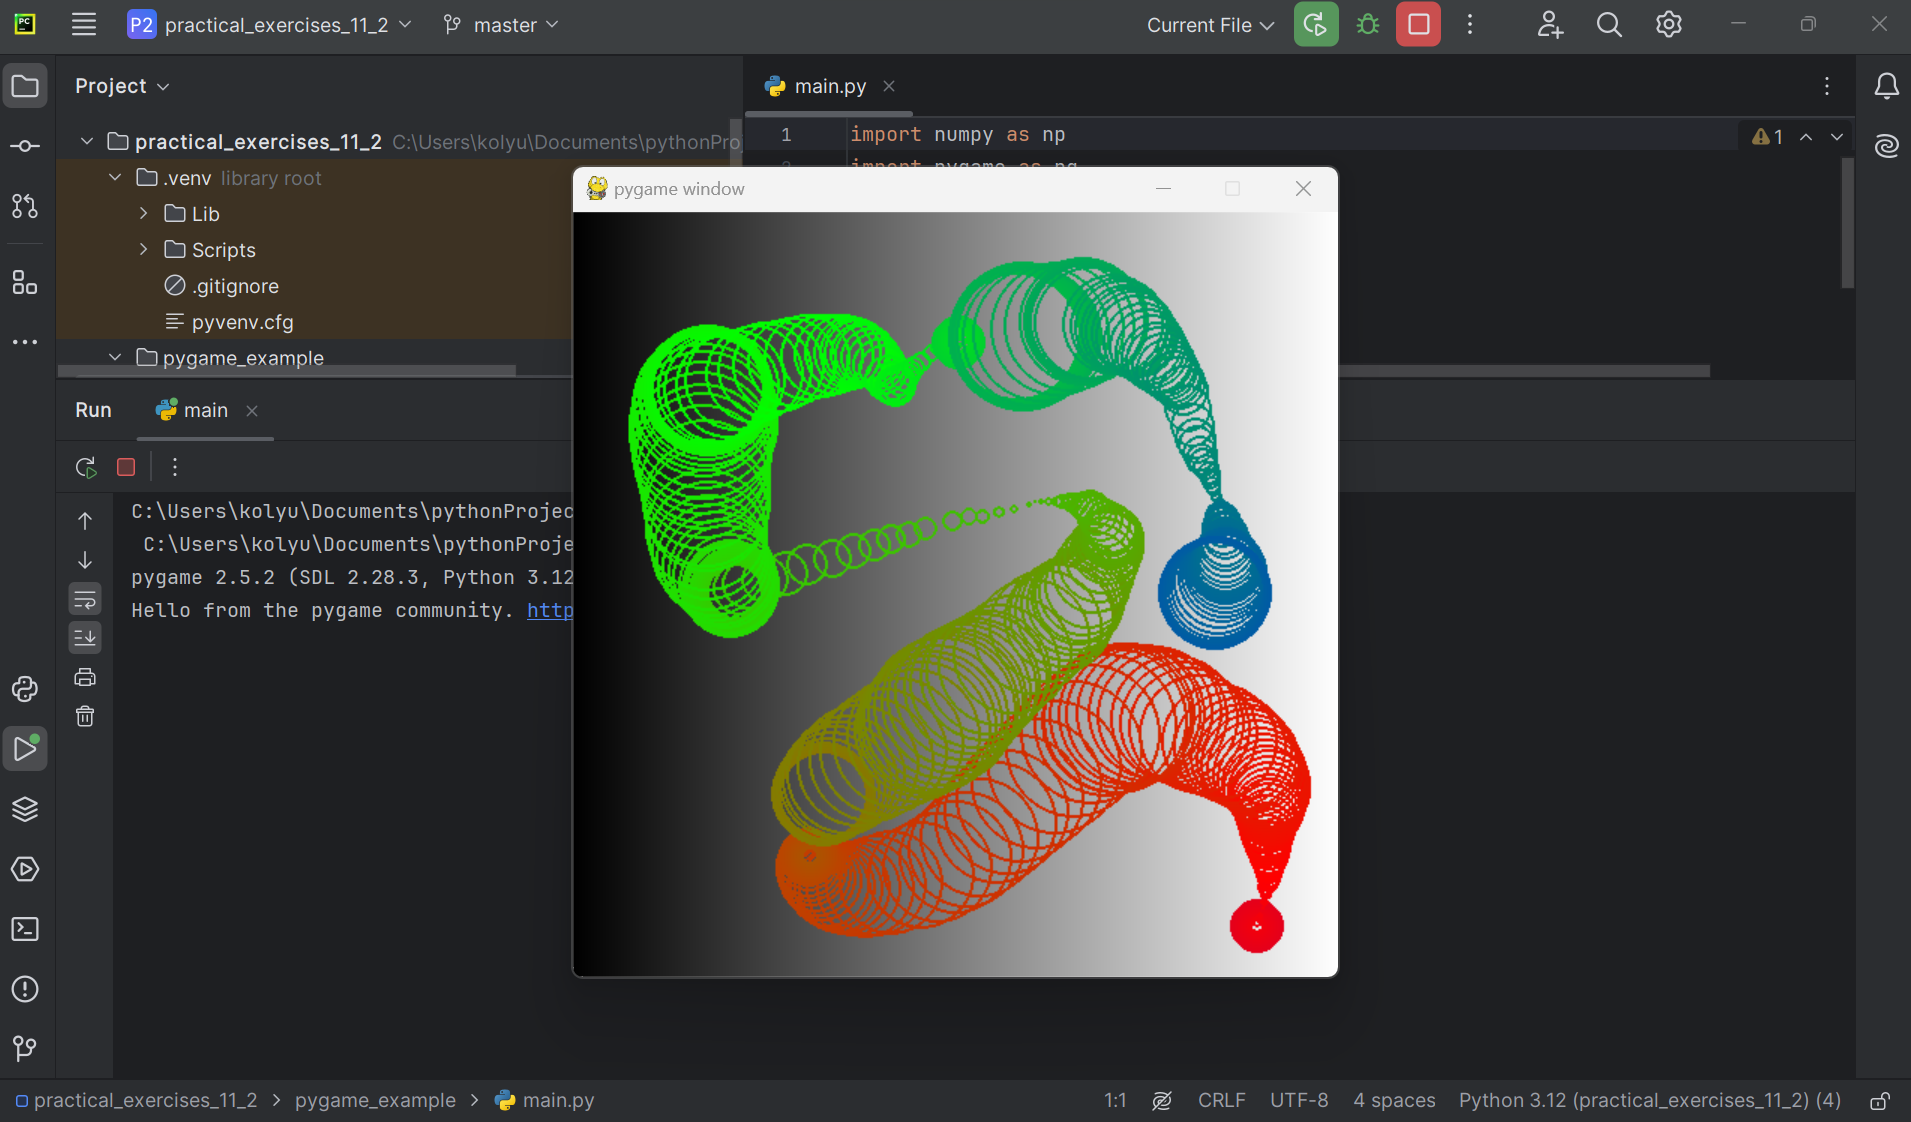 PC P2 practical_exercises_11_2 master Current File
Project
main.py
practical_exercises_11_2 C:\Users\kolyu\Documents\pythonPro
.venv library root
Lib
Scripts
.gitignore
pyvenv.cfg
pygame_example
1 import numpy as np
1
pygame window
Run main
C:\Users\kolyu\Documents\pythonProjec
C:\Users\kolyu\Documents\pythonProje
pygame 2.5.2 (SDL 2.28.3, Python 3.12
Hello from the pygame community. http
practical_exercises_11_2 > pygame_example > main.py 1:1 CRLF UTF-8 4 spaces Python 3.12 (practical_exercises_11_2) (4)